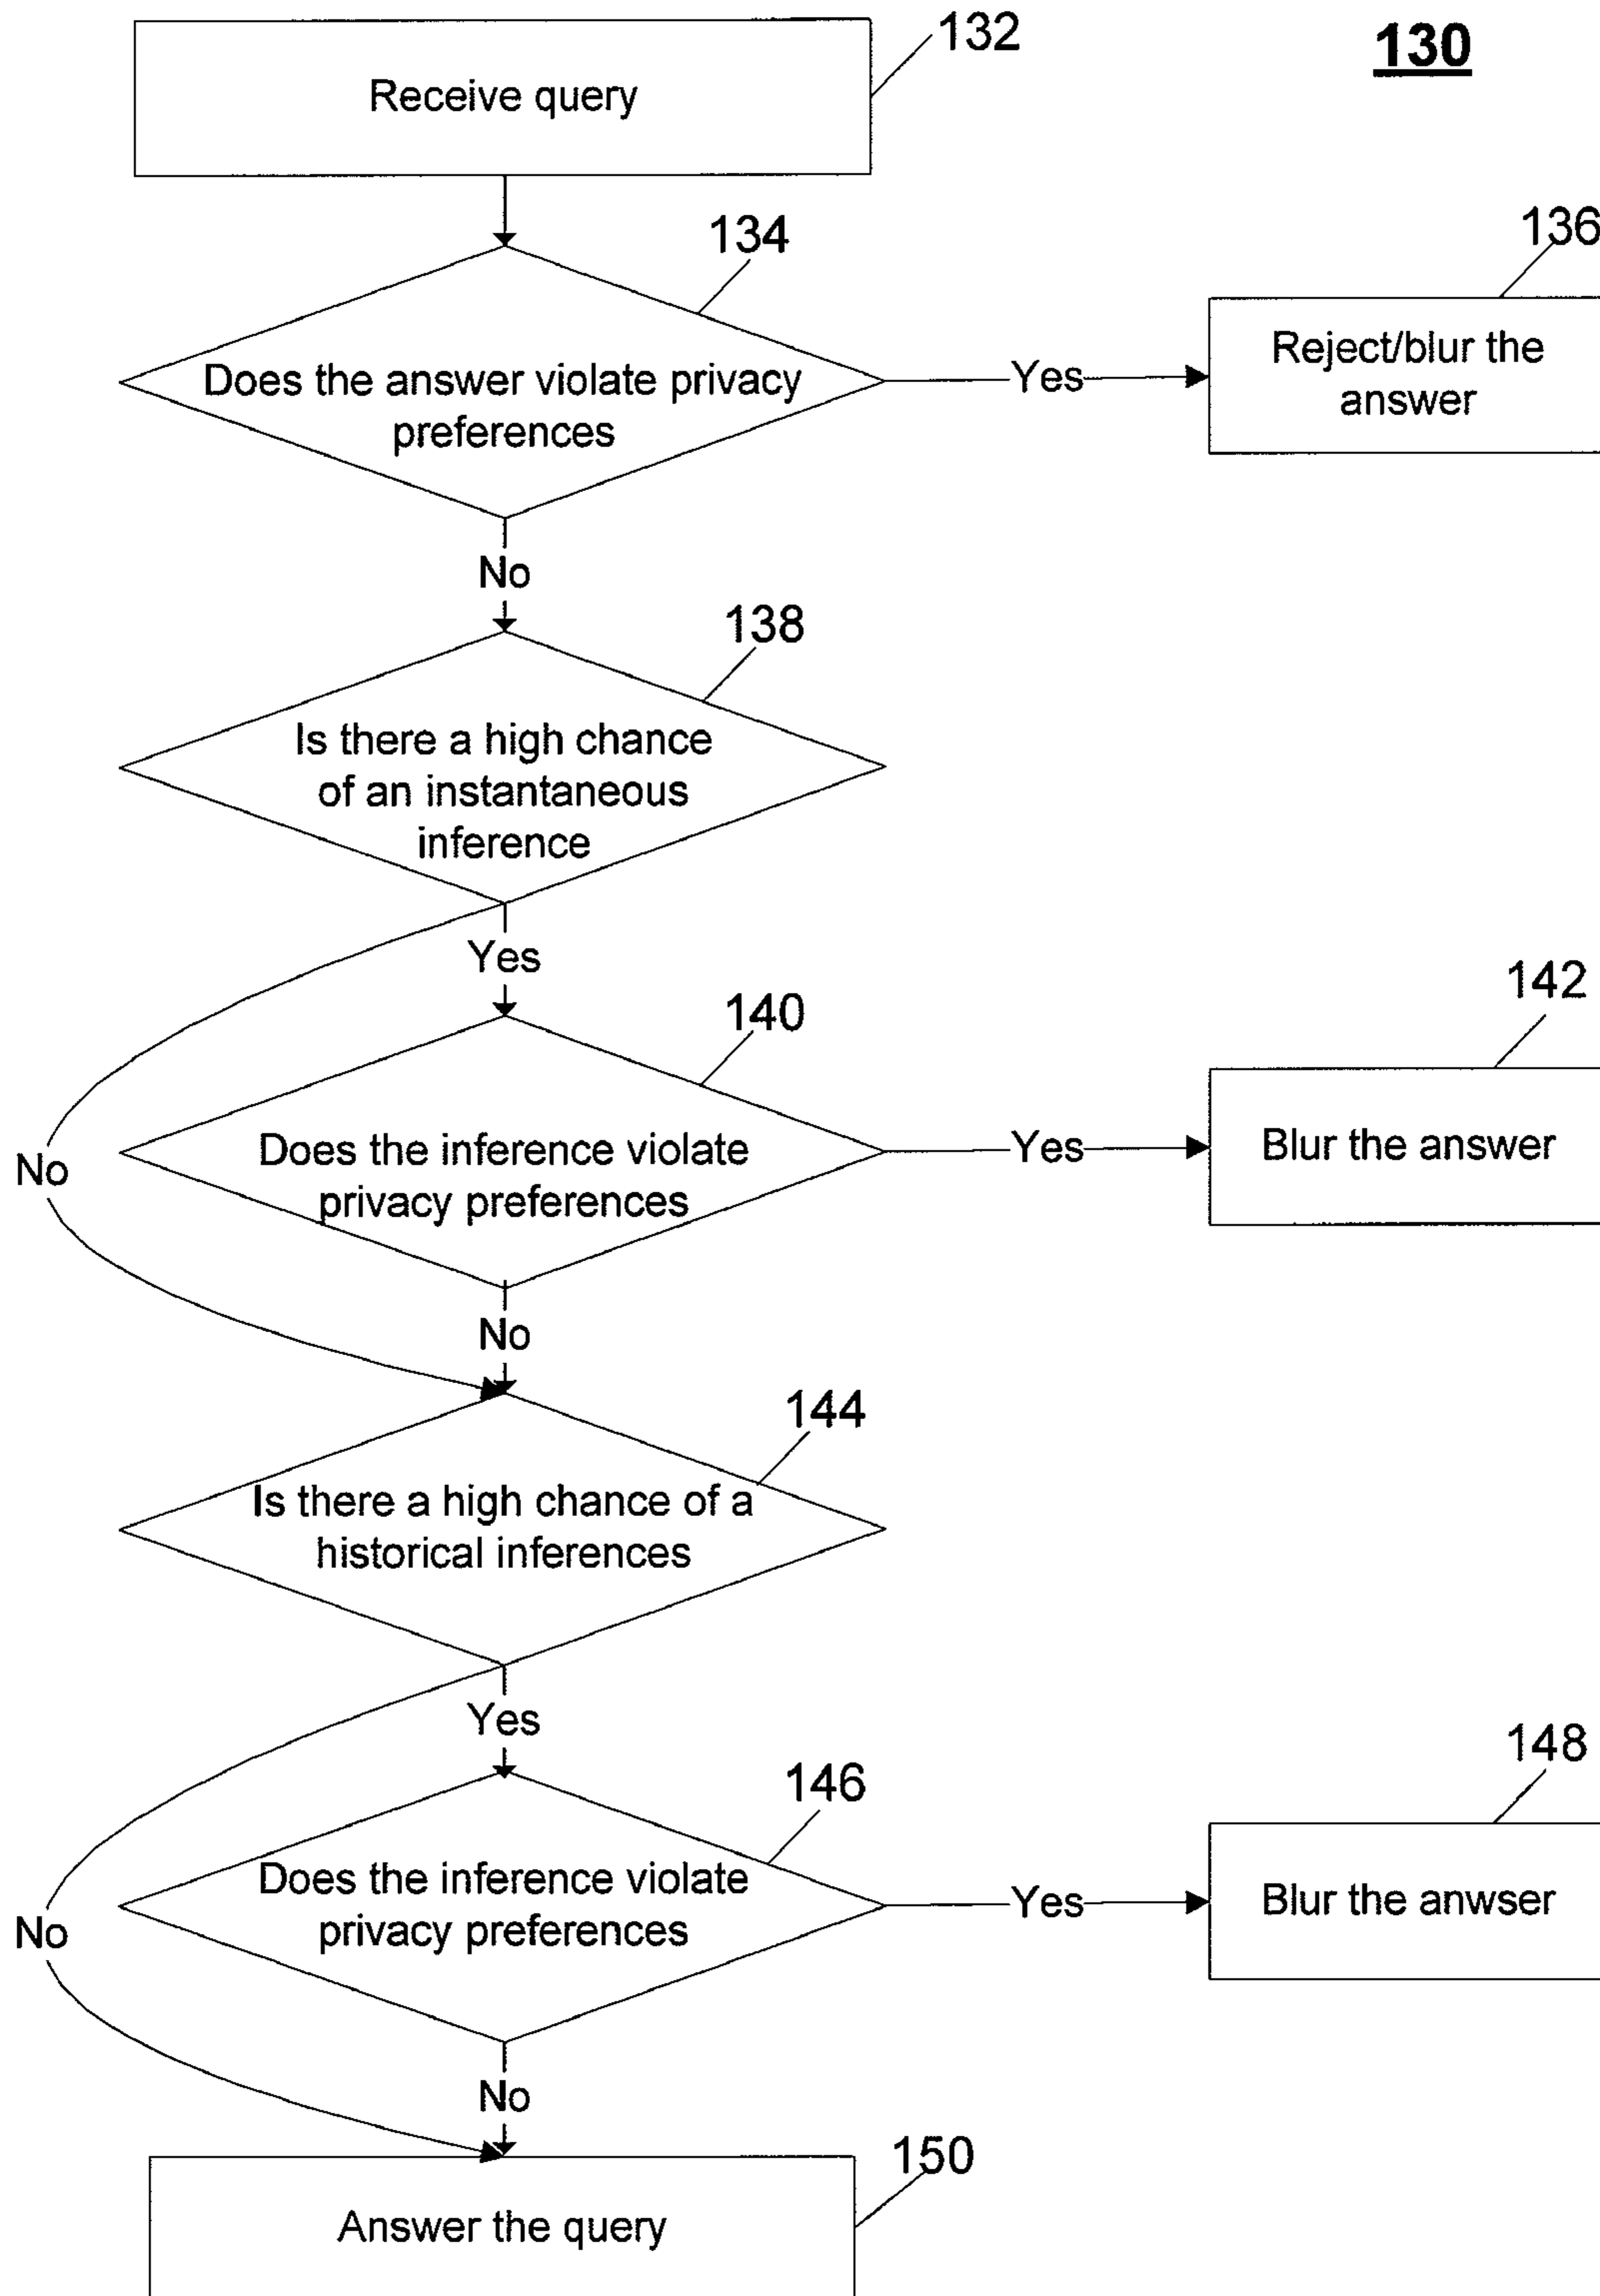 132
130
Receive query
134
136
Does the answer violate privacy
preferences
Yes
Reject/blur the
answer
No
138
Is there a high chance
of an instantaneous
inference
Yes
140
142
No
Does the inference violate
privacy preferences
Yes
Blur the answer
No
144
Is there a high chance of a
historical inferences
Yes
146
148
No
Does the inference violate
privacy preferences
Yes
Blur the anwser
No
150
Answer the query